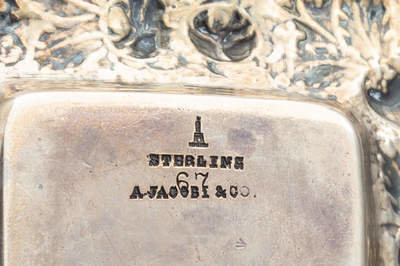 STERLING
67
A. JACOBI & CO.